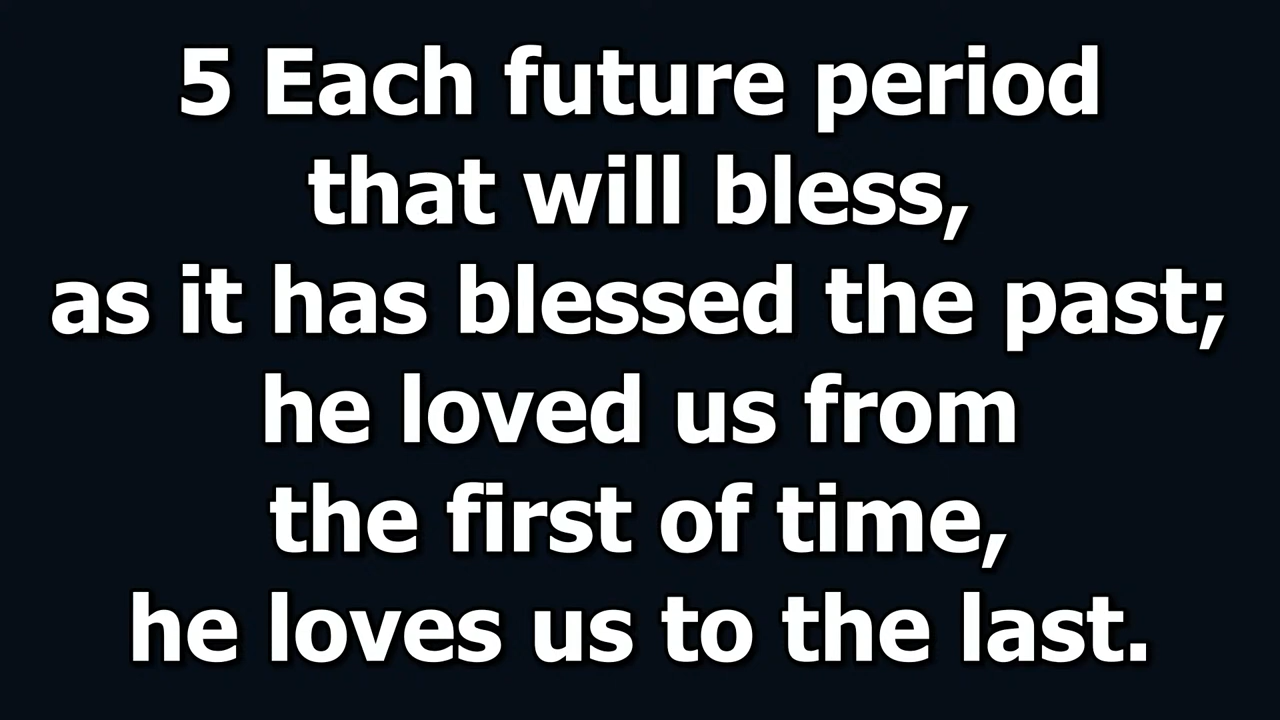 5 Each future period
that will bless,
as it has blessed the past;
he loved us from
the first of time,
he loves us to the last.